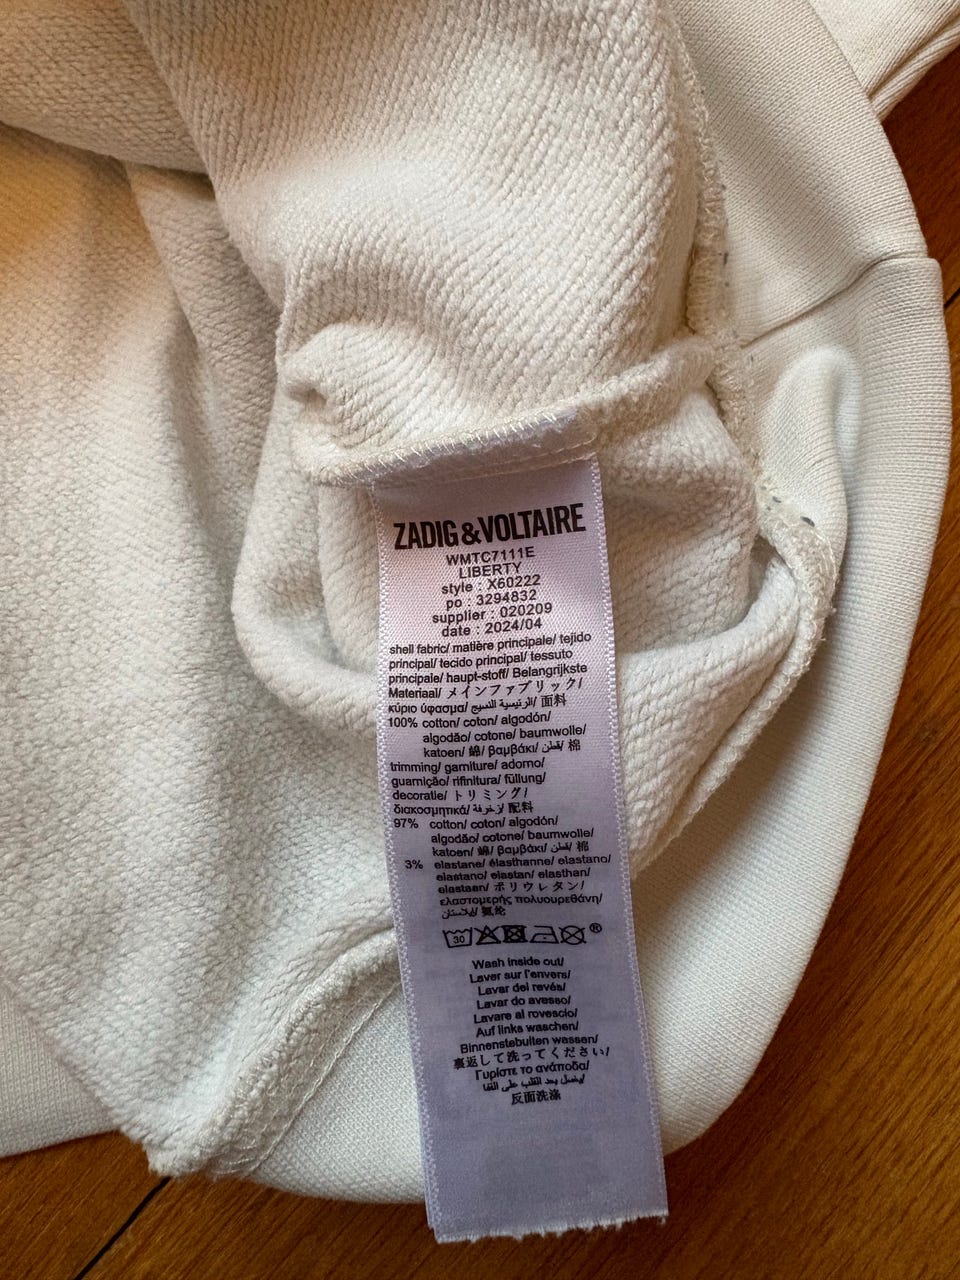 ZADIG & VOLTAIRE
WMTC7111E
LIBERTY
style : X60222
po : 3294832
supplier : 020209
date : 2024/04
shell fabric/ matière principale/ tejido
principal/ tecido principal/ tessuto
principale/ haupt-stoff/ Belangrijkste
Materiaal/ メインファブリック/
κύριο ύφασμα/ الرئيسية النسيج/ 面料
100% cotton/ coton/ algodón/
algodão/ cotone/ baumwolle/
katoen/ 綿/ βαμβάκι/ قطن/ 棉
trimming/ garniture/ adorno/
guarnição/ rifinitura/ füllung/
decoratie/ トリミング/
διακοσμητικά/ زخرفة/ 配料
97% cotton/ coton/ algodón/
algodão/ cotone/ baumwolle/
katoen/ 綿/ βαμβάκι/ قطن/ 棉
3% elastane/ élasthanne/ elastano/
elastano/ elastan/ elasthan/
elastaan/ ポリウレタン/
ελαστομερής πολυουρεθάνη/
إيلاستان/ 氨纶
30 ®
Wash inside out/
Laver sur l'envers/
Lavar del revés/
Lavar do avesso/
Lavare al rovescio/
Auf links waschen/
Binnenstebuiten wassen/
裏返して洗ってください/
Γυρίστε το ανάποδα/
يغسل بعد القلب على القفا/
反面洗涤